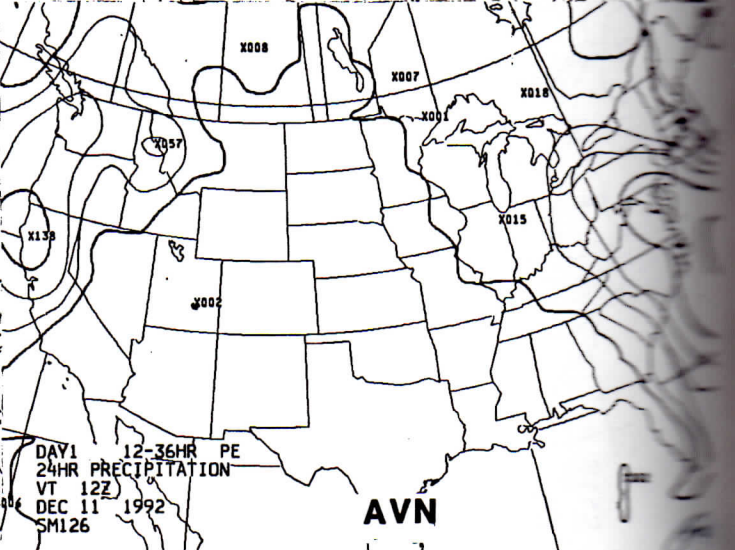 X008
X007
X018
X001
X057
X015
X138
X002
DAY1 12-36HR PE
24HR PRECIPITATION
VT 12Z
DEC 11 1992
SM126
AVN